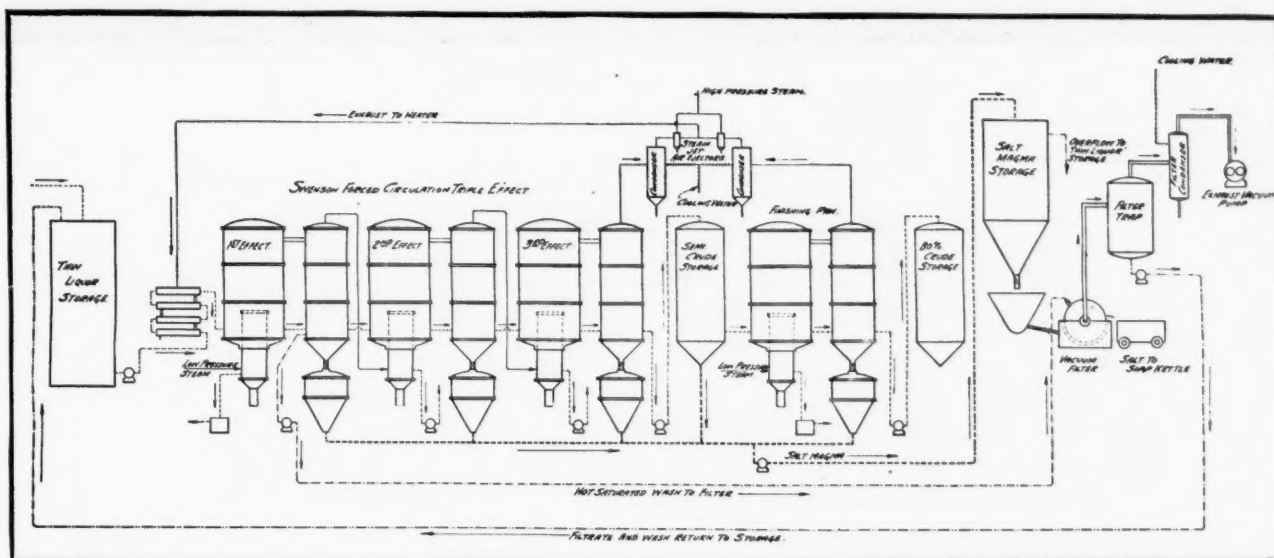 COOLING WATER.
HIGH PRESSURE STEAM.
EXHAUST TO HEATER
STEAM
JET
AIR EJECTORS
CONDENSER
CONDENSER
COOLING WATER
SALT
MAGMA
STORAGE
OVERFLOW TO
THIN LIQUOR
STORAGE
FILTER
CONDENSER
EXHAUST VACUUM
PUMP
FILTER
TRAP
SWENSON FORCED CIRCULATION TRIPLE EFFECT
THIN
LIQUOR
STORAGE
1ST EFFECT
2ND EFFECT
3RD EFFECT
SEMI
CRUDE
STORAGE
FINISHING PAN.
80%
CRUDE STORAGE
LOW PRESSURE
STEAM
LOW PRESSURE
STEAM
VACUUM
FILTER
SALT TO
SOAP KETTLE
SALT MAGMA
HOT SATURATED WASH TO FILTER
FILTRATE AND WASH RETURN TO STORAGE.